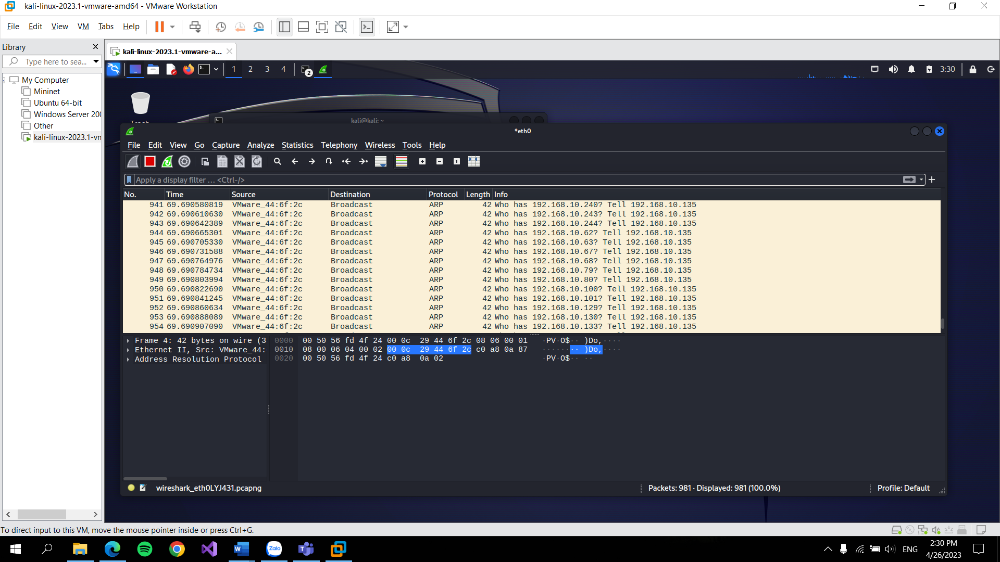 kali-linux-2023.1-vmware-amd64 - VMware Workstation
File Edit View VM Tabs Help
Library
Type here to sea...
My Computer
Mininet
Ubuntu 64-bit
Windows Server 200
Other
kali-linux-2023.1-vm
kali-linux-2023.1-vmware-a...
1 2 3 4 2 3:30
kali@kali: ~
*eth0
File Edit View Go Capture Analyze Statistics Telephony Wireless Tools Help
Apply a display filter ... <Ctrl-/>
No. Time Source Destination Protocol Length Info
941 69.690580819 VMware_44:6f:2c Broadcast ARP 42 Who has 192.168.10.240? Tell 192.168.10.135
942 69.690610630 VMware_44:6f:2c Broadcast ARP 42 Who has 192.168.10.243? Tell 192.168.10.135
943 69.690642389 VMware_44:6f:2c Broadcast ARP 42 Who has 192.168.10.244? Tell 192.168.10.135
944 69.690665301 VMware_44:6f:2c Broadcast ARP 42 Who has 192.168.10.62? Tell 192.168.10.135
945 69.690705330 VMware_44:6f:2c Broadcast ARP 42 Who has 192.168.10.63? Tell 192.168.10.135
946 69.690731588 VMware_44:6f:2c Broadcast ARP 42 Who has 192.168.10.67? Tell 192.168.10.135
947 69.690764976 VMware_44:6f:2c Broadcast ARP 42 Who has 192.168.10.68? Tell 192.168.10.135
948 69.690784734 VMware_44:6f:2c Broadcast ARP 42 Who has 192.168.10.79? Tell 192.168.10.135
949 69.690803994 VMware_44:6f:2c Broadcast ARP 42 Who has 192.168.10.80? Tell 192.168.10.135
950 69.690822690 VMware_44:6f:2c Broadcast ARP 42 Who has 192.168.10.100? Tell 192.168.10.135
951 69.690841245 VMware_44:6f:2c Broadcast ARP 42 Who has 192.168.10.101? Tell 192.168.10.135
952 69.690860634 VMware_44:6f:2c Broadcast ARP 42 Who has 192.168.10.129? Tell 192.168.10.135
953 69.690888089 VMware_44:6f:2c Broadcast ARP 42 Who has 192.168.10.130? Tell 192.168.10.135
954 69.690907090 VMware_44:6f:2c Broadcast ARP 42 Who has 192.168.10.133? Tell 192.168.10.135
Frame 4: 42 bytes on wire (3
Ethernet II, Src: VMware_44:
Address Resolution Protocol
0000 00 50 56 fd 4f 24 00 0c 29 44 6f 2c 08 06 00 01 ·PV·O$·· )Do,····
0010 08 00 06 04 00 02 00 0c 29 44 6f 2c c0 a8 0a 87 ········ )Do,····
0020 00 50 56 fd 4f 24 c0 a8 0a 02 ·PV·O$·· ··
wireshark_eth0LYJ431.pcapng
Packets: 981 · Displayed: 981 (100.0%)
Profile: Default
To direct input to this VM, move the mouse pointer inside or press Ctrl+G.
Zalo
ENG
2:30 PM
4/26/2023